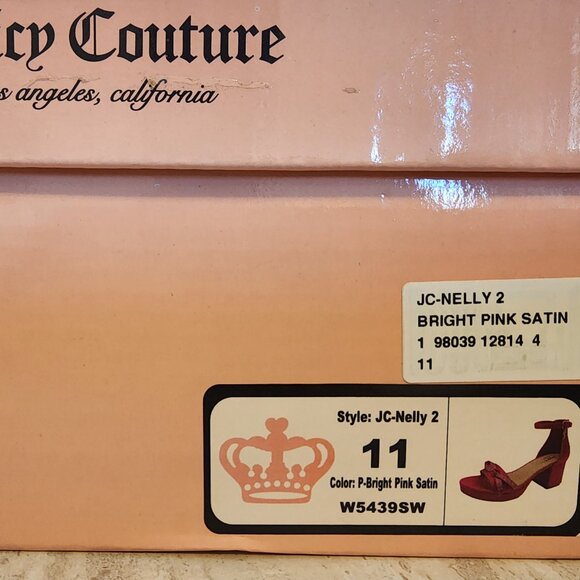 icy Couture
s angeles, california
JC-NELLY 2
BRIGHT PINK SATIN
1 98039 12814 4
11
Style: JC-Nelly 2
11
Color: P-Bright Pink Satin
W5439SW